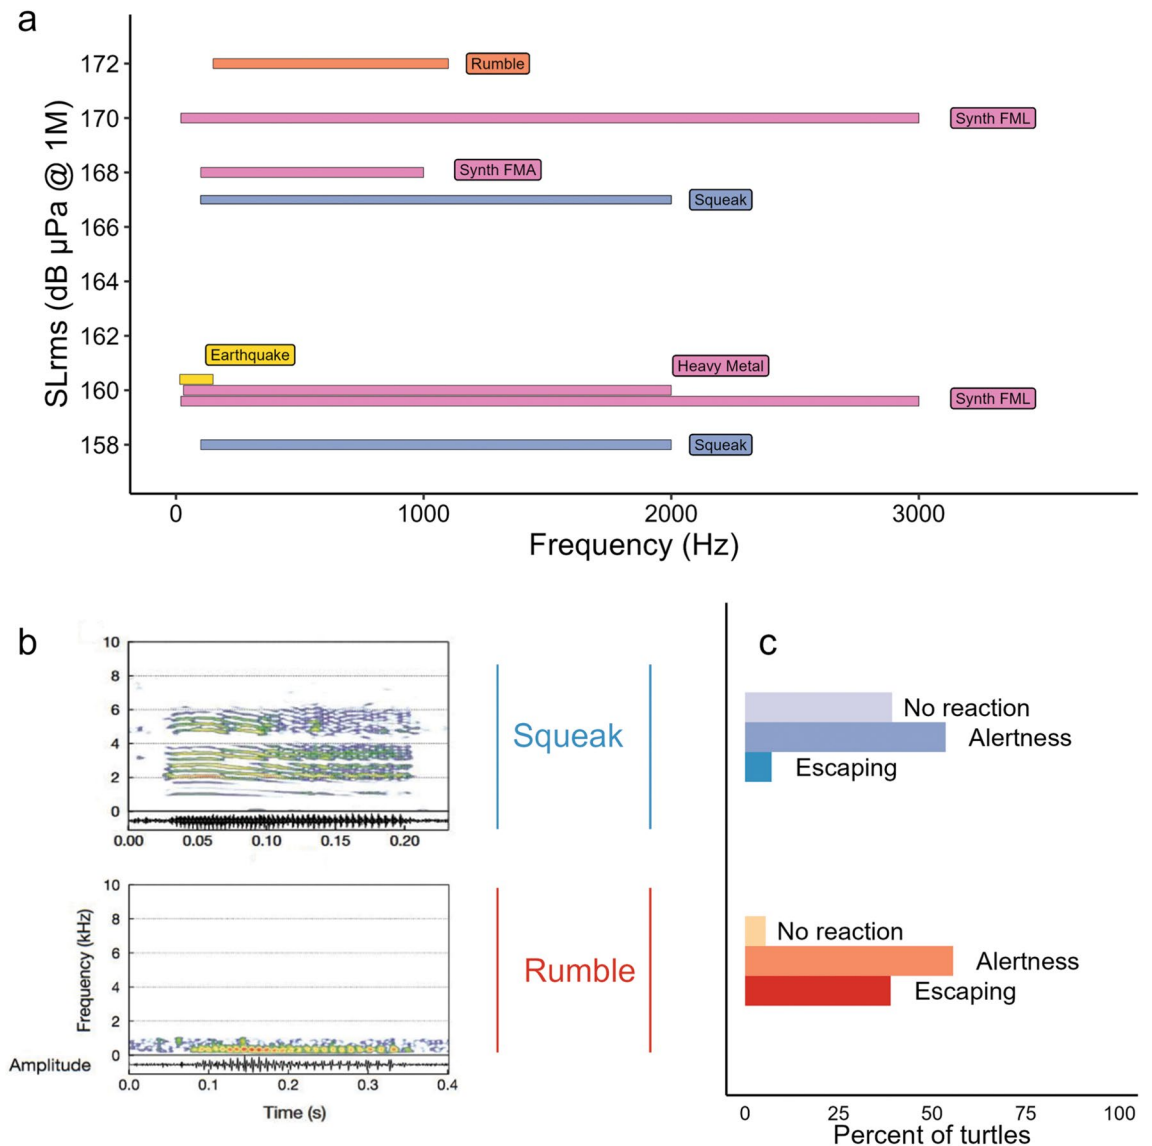 a
SLrms (dB µPa @ 1M)
172
Rumble
170
Synth FML
168
Synth FMA
Squeak
166
164
162
Earthquake
Heavy Metal
160
Synth FML
158
Squeak
0 1000 2000 3000
Frequency (Hz)
b
10
8
6
4
2
0
0.00 0.05 0.10 0.15 0.20
Squeak
Frequency (kHz)
10
8
6
4
2
0
Amplitude
0.0 0.1 0.2 0.3 0.4
Time (s)
Rumble
c
No reaction
Alertness
Escaping
No reaction
Alertness
Escaping
0 25 50 75 100
Percent of turtles